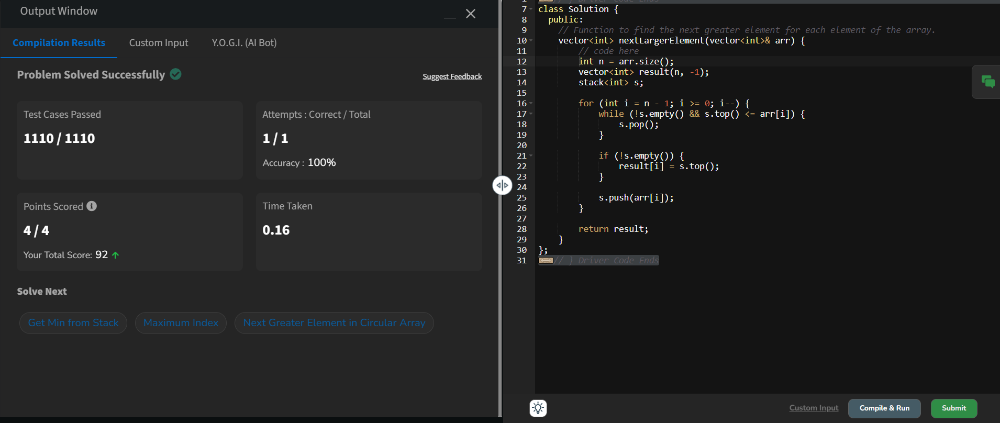 Output Window
Compilation Results Custom Input Y.O.G.I. (AI Bot)
Problem Solved Successfully
Suggest Feedback
Test Cases Passed
1110 / 1110
Attempts : Correct / Total
1 / 1
Accuracy : 100%
Points Scored
4 / 4
Your Total Score: 92
Time Taken
0.16
Solve Next
Get Min from Stack Maximum Index Next Greater Element in Circular Array
1 // } Driver Code Ends
7 class Solution {
8 public:
9 // Function to find the next greater element for each element of the array.
10 vector<int> nextLargerElement(vector<int>& arr) {
11 // code here
12 int n = arr.size();
13 vector<int> result(n, -1);
14 stack<int> s;
15
16 for (int i = n - 1; i >= 0; i--) {
17 while (!s.empty() && s.top() <= arr[i]) {
18 s.pop();
19 }
20
21 if (!s.empty()) {
22 result[i] = s.top();
23 }
24
25 s.push(arr[i]);
26 }
27
28 return result;
29 }
30 };
31 // } Driver Code Ends
Custom Input Compile & Run Submit